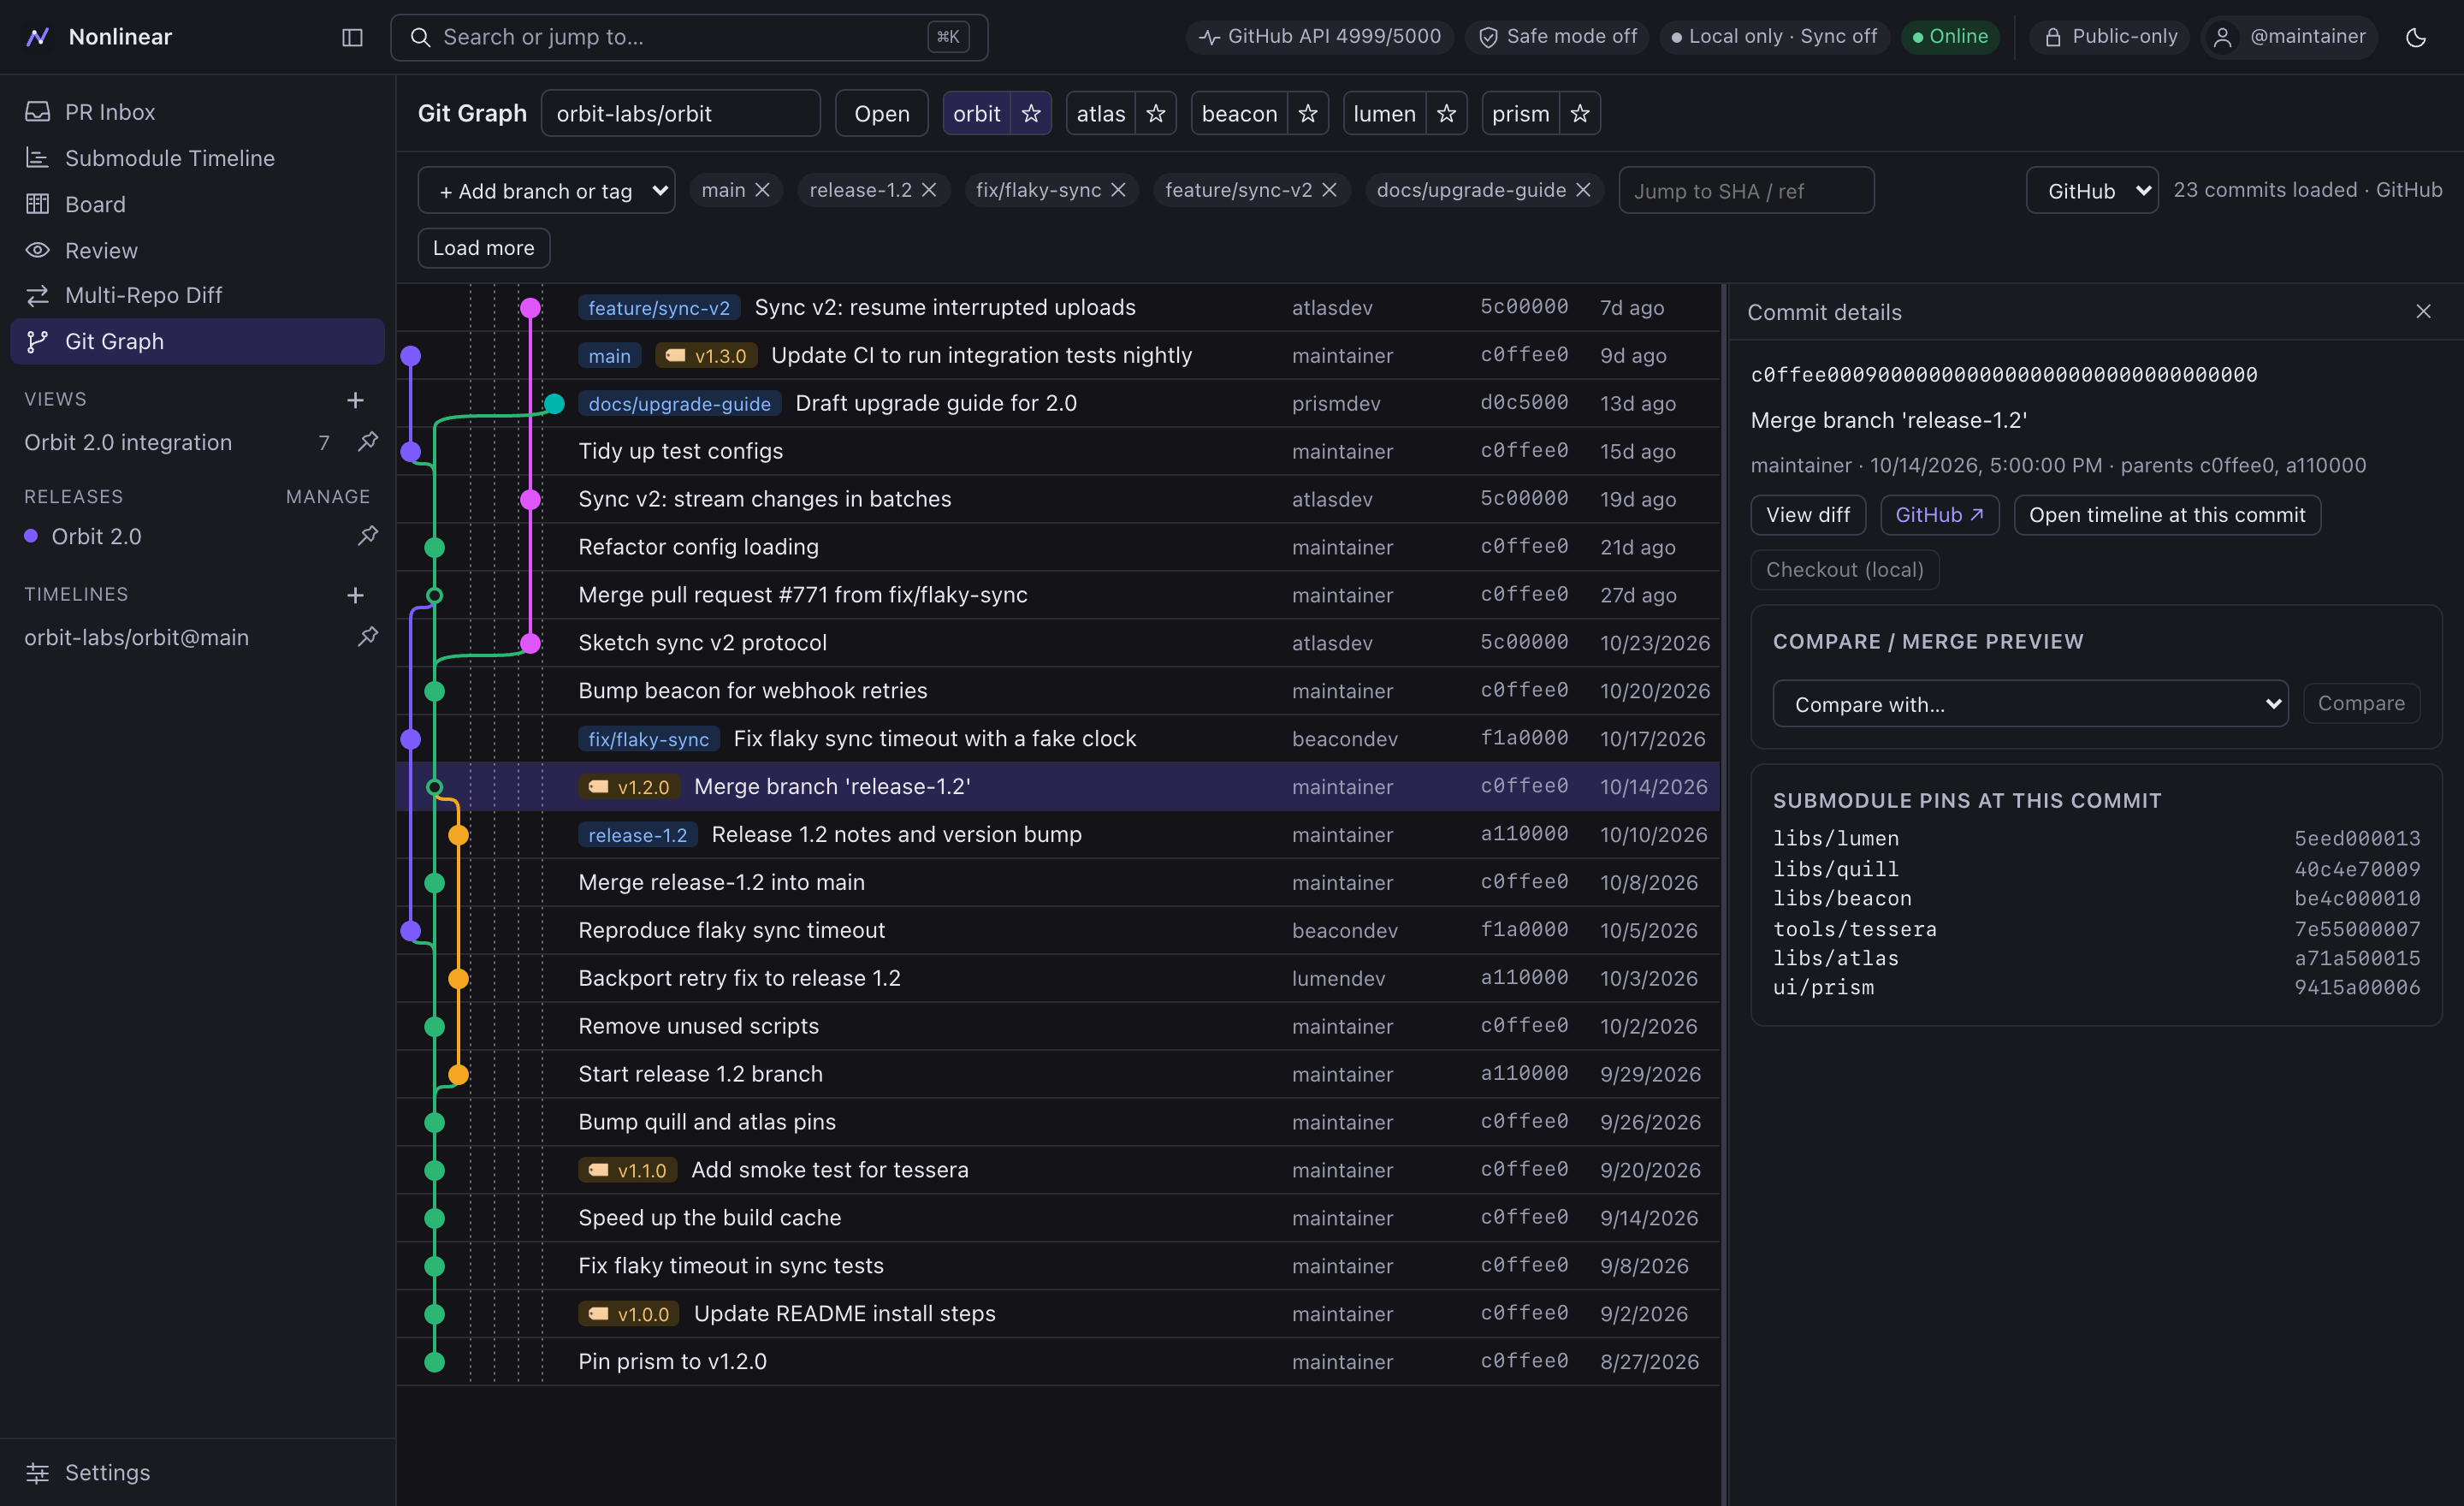 Nonlinear
Search or jump to...
⌘K
GitHub API 4999/5000
Safe mode off
Local only · Sync off
Online
Public-only
@maintainer
PR Inbox
Submodule Timeline
Board
Review
Multi-Repo Diff
Git Graph
VIEWS
Orbit 2.0 integration 7
RELEASES MANAGE
Orbit 2.0
TIMELINES
orbit-labs/orbit@main
Settings
Git Graph orbit-labs/orbit Open orbit atlas beacon lumen prism
+ Add branch or tag main release-1.2 fix/flaky-sync feature/sync-v2 docs/upgrade-guide Jump to SHA / ref GitHub 23 commits loaded · GitHub
Load more
feature/sync-v2 Sync v2: resume interrupted uploads atlasdev 5c00000 7d ago
main v1.3.0 Update CI to run integration tests nightly maintainer c0ffee0 9d ago
docs/upgrade-guide Draft upgrade guide for 2.0 prismdev d0c5000 13d ago
Tidy up test configs maintainer c0ffee0 15d ago
Sync v2: stream changes in batches atlasdev 5c00000 19d ago
Refactor config loading maintainer c0ffee0 21d ago
Merge pull request #771 from fix/flaky-sync maintainer c0ffee0 27d ago
Sketch sync v2 protocol atlasdev 5c00000 10/23/2026
Bump beacon for webhook retries maintainer c0ffee0 10/20/2026
fix/flaky-sync Fix flaky sync timeout with a fake clock beacondev f1a0000 10/17/2026
v1.2.0 Merge branch 'release-1.2' maintainer c0ffee0 10/14/2026
release-1.2 Release 1.2 notes and version bump maintainer a110000 10/10/2026
Merge release-1.2 into main maintainer c0ffee0 10/8/2026
Reproduce flaky sync timeout beacondev f1a0000 10/5/2026
Backport retry fix to release 1.2 lumendev a110000 10/3/2026
Remove unused scripts maintainer c0ffee0 10/2/2026
Start release 1.2 branch maintainer a110000 9/29/2026
Bump quill and atlas pins maintainer c0ffee0 9/26/2026
v1.1.0 Add smoke test for tessera maintainer c0ffee0 9/20/2026
Speed up the build cache maintainer c0ffee0 9/14/2026
Fix flaky timeout in sync tests maintainer c0ffee0 9/8/2026
v1.0.0 Update README install steps maintainer c0ffee0 9/2/2026
Pin prism to v1.2.0 maintainer c0ffee0 8/27/2026
Commit details
c0ffee0009000000000000000000000000000000
Merge branch 'release-1.2'
maintainer · 10/14/2026, 5:00:00 PM · parents c0ffee0, a110000
View diff GitHub ↗ Open timeline at this commit
Checkout (local)
COMPARE / MERGE PREVIEW
Compare with... Compare
SUBMODULE PINS AT THIS COMMIT
libs/lumen 5eed000013
libs/quill 40c4e70009
libs/beacon be4c000010
tools/tessera 7e55000007
libs/atlas a71a500015
ui/prism 9415a00006